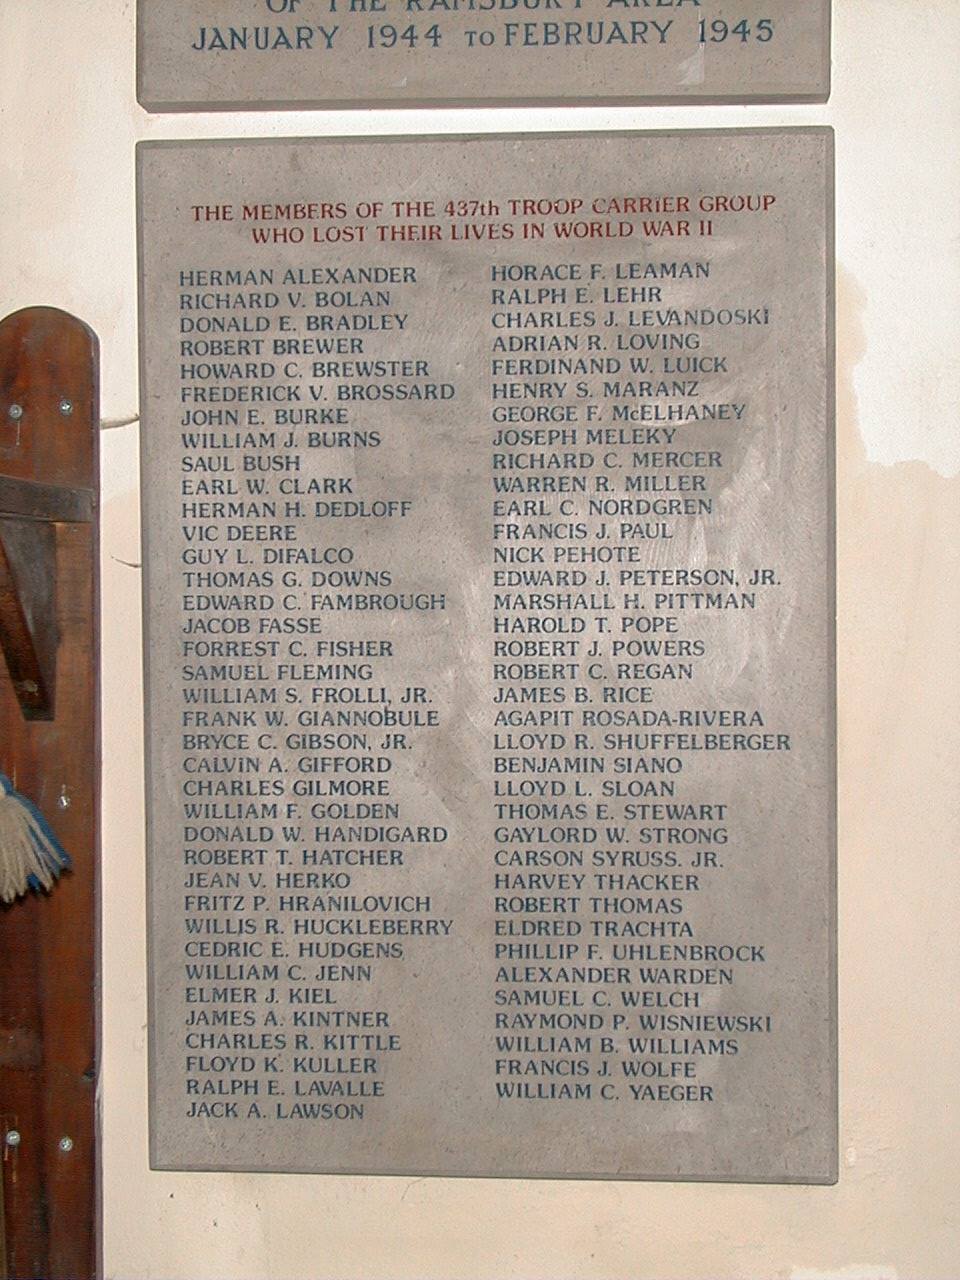 OF THE RAMSBURY AREA
JANUARY 1944 TO FEBRUARY 1945
THE MEMBERS OF THE 437th TROOP CARRIER GROUP
WHO LOST THEIR LIVES IN WORLD WAR II
HERMAN ALEXANDER
RICHARD V. BOLAN
DONALD E. BRADLEY
ROBERT BREWER
HOWARD C. BREWSTER
FREDERICK V. BROSSARD
JOHN E. BURKE
WILLIAM J. BURNS
SAUL BUSH
EARL W. CLARK
HERMAN H. DEDLOFF
VIC DEERE
GUY L. DIFALCO
THOMAS G. DOWNS
EDWARD C. FAMBROUGH
JACOB FASSE
FORREST C. FISHER
SAMUEL FLEMING
WILLIAM S. FROLLI, JR.
FRANK W. GIANNOBULE
BRYCE C. GIBSON, JR.
CALVIN A. GIFFORD
CHARLES GILMORE
WILLIAM F. GOLDEN
DONALD W. HANDIGARD
ROBERT T. HATCHER
JEAN V. HERKO
FRITZ P. HRANILOVICH
WILLIS R. HUCKLEBERRY
CEDRIC E. HUDGENS
WILLIAM C. JENN
ELMER J. KIEL
JAMES A. KINTNER
CHARLES R. KITTLE
FLOYD K. KULLER
RALPH E. LAVALLE
JACK A. LAWSON
HORACE F. LEAMAN
RALPH E. LEHR
CHARLES J. LEVANDOSKI
ADRIAN R. LOVING
FERDINAND W. LUICK
HENRY S. MARANZ
GEORGE F. McELHANEY
JOSEPH MELEKY
RICHARD C. MERCER
WARREN R. MILLER
EARL C. NORDGREN
FRANCIS J. PAUL
NICK PEHOTE
EDWARD J. PETERSON, JR.
MARSHALL H. PITTMAN
HAROLD T. POPE
ROBERT J. POWERS
ROBERT C. REGAN
JAMES B. RICE
AGAPIT ROSADA-RIVERA
LLOYD R. SHUFFELBERGER
BENJAMIN SIANO
LLOYD L. SLOAN
THOMAS E. STEWART
GAYLORD W. STRONG
CARSON SYRUSS. JR.
HARVEY THACKER
ROBERT THOMAS
ELDRED TRACHTA
PHILLIP F. UHLENBROCK
ALEXANDER WARDEN
SAMUEL C. WELCH
RAYMOND P. WISNIEWSKI
WILLIAM B. WILLIAMS
FRANCIS J. WOLFE
WILLIAM C. YAEGER